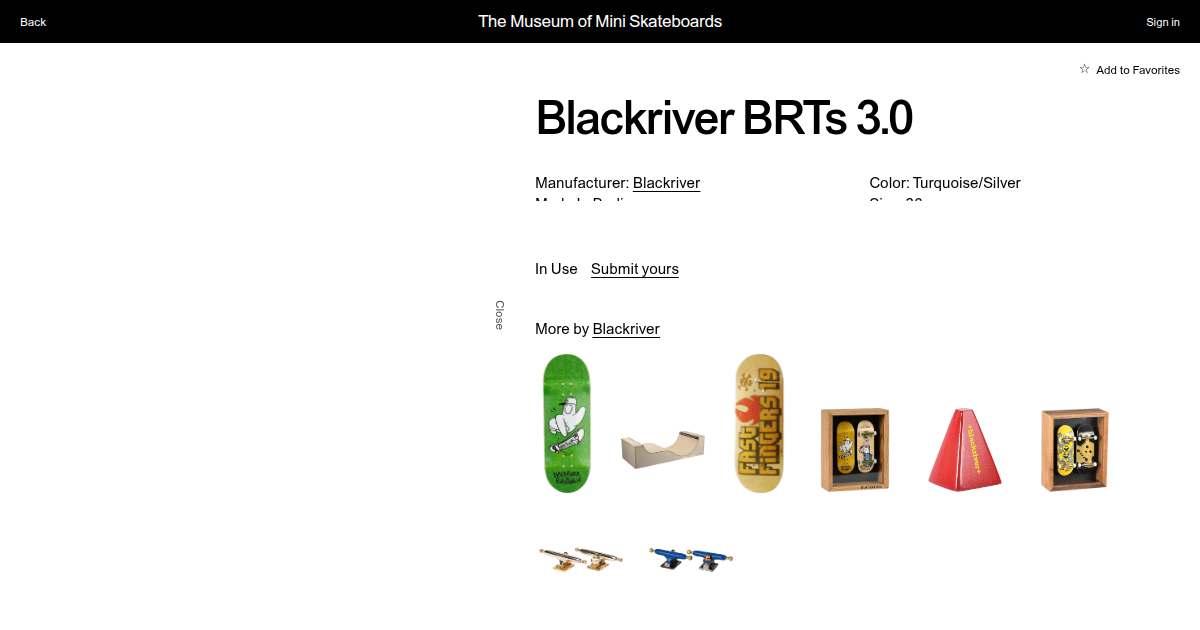 Back
The Museum of Mini Skateboards
Sign in
☆ Add to Favorites
Blackriver BRTs 3.0
Manufacturer: Blackriver
Color: Turquoise/Silver
In Use Submit yours
Close
More by Blackriver
FAST
FINGERS 19
•blackriver•